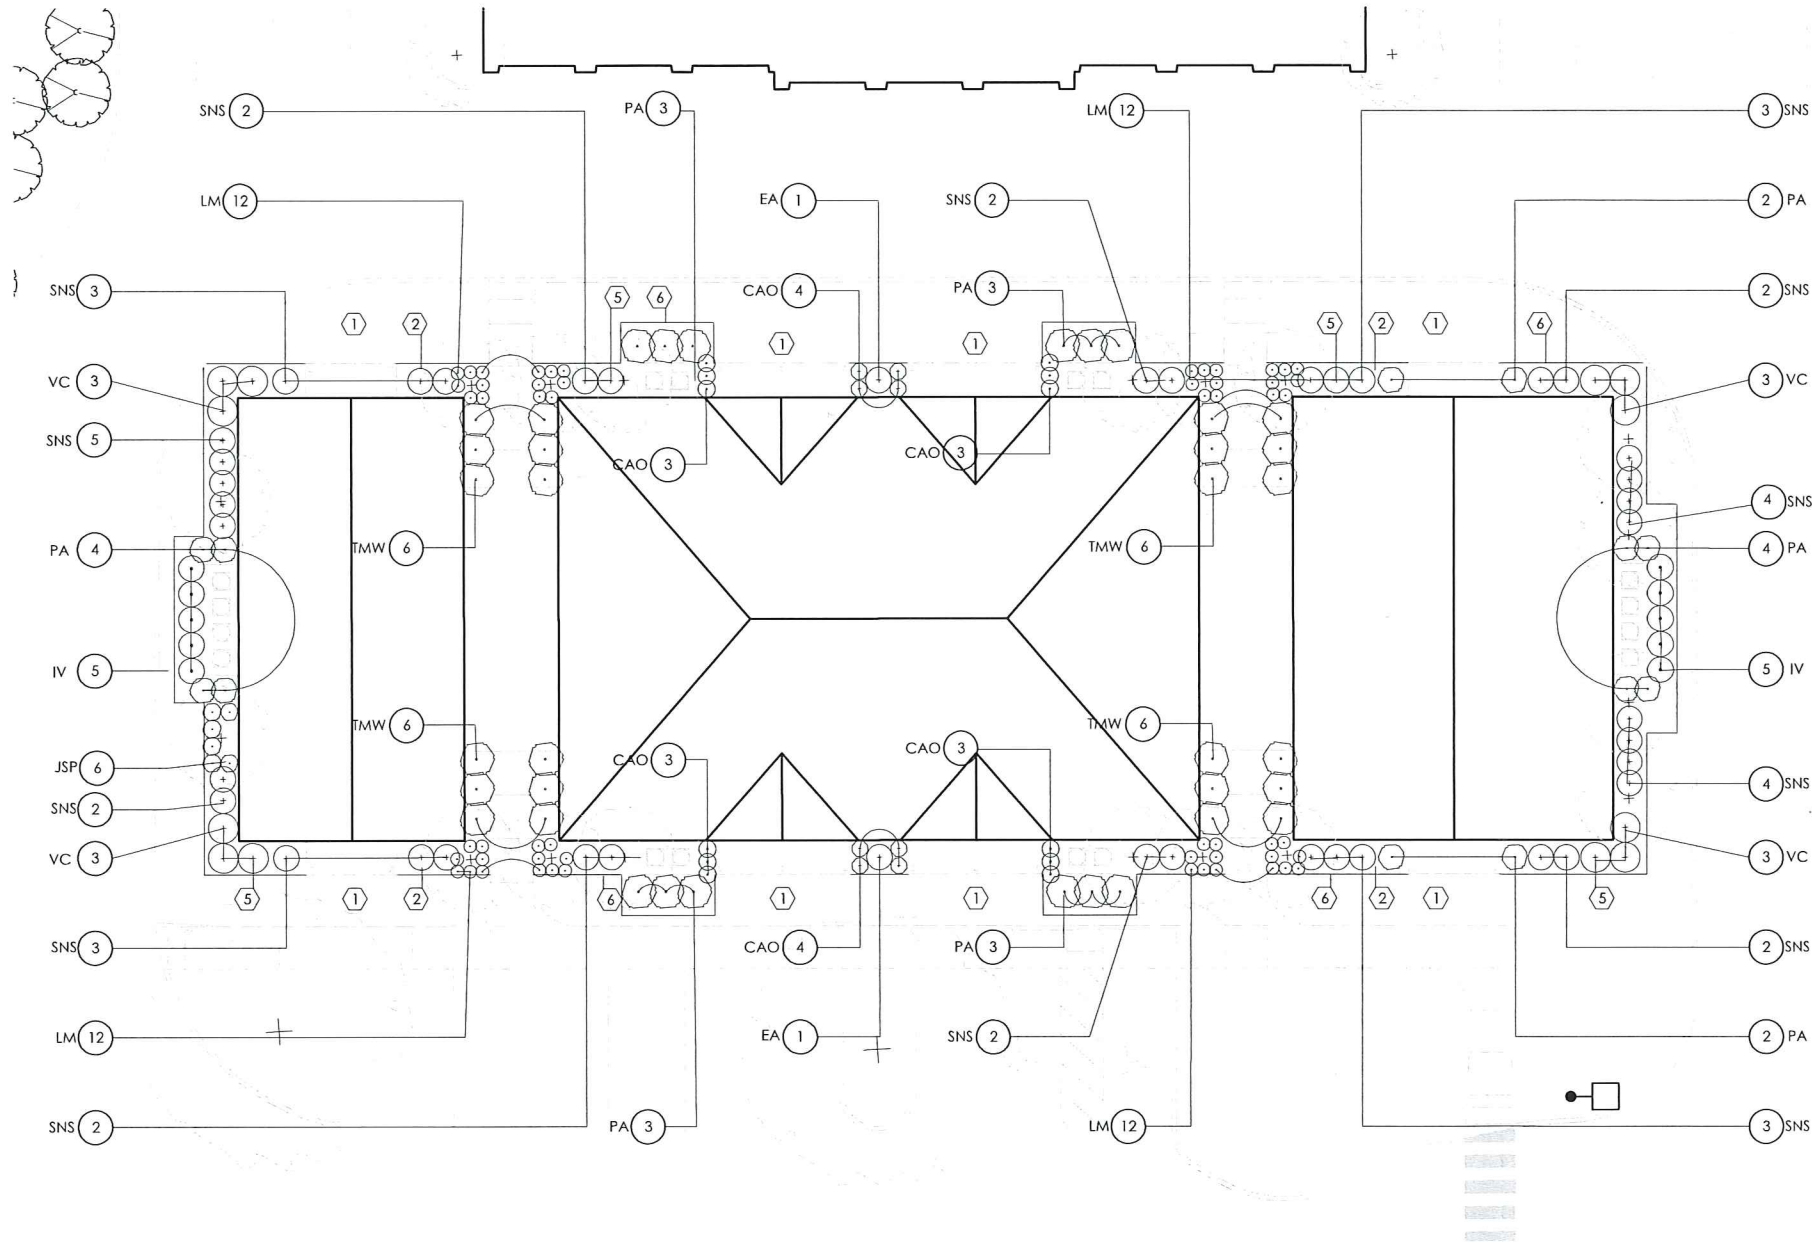 SNS 2
PA 3
LM 12
3 SNS
LM 12
EA 1
SNS 2
2 PA
SNS 3
CAO 4
PA 3
2 SNS
5 6
1 2
1 1
5 2 1 6
VC 3
3 VC
SNS 5
CAO 3
CAO 3
4 SNS
PA 4
TMW 6
TMW 6
4 PA
IV 5
5 IV
TMW 6
TMW 6
JSP 6
CAO 3
CAO 3
4 SNS
SNS 2
VC 3
3 VC
5 1 2 6 1 1 6 2 1 5
SNS 3
CAO 4
PA 3
2 SNS
LM 12
EA 1
SNS 2
2 PA
SNS 2
PA 3
LM 12
3 SNS